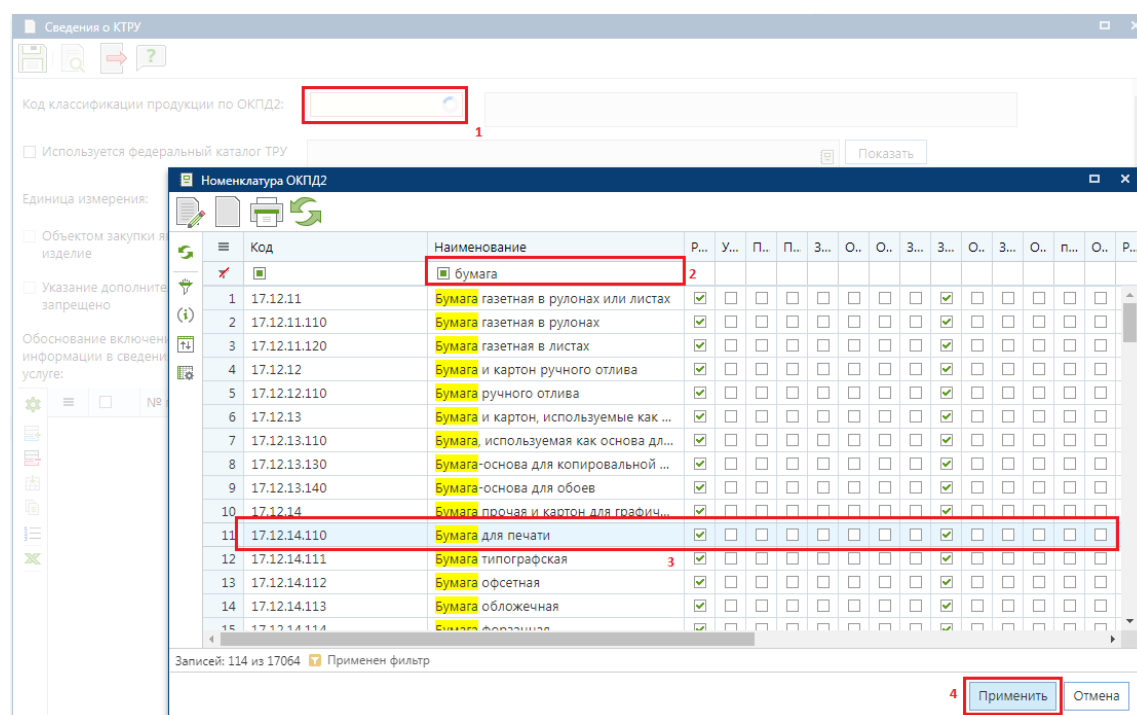 Сведения о КТРУ
Код классификации продукции по ОКПД2:
1
Используется федеральный каталог ТРУ
Показать
Номенклатура ОКПД2
Единица измерения:
Объектом закупки
изделие
Указание
запрещено
Обоснование
информации в
услуге:
№
Код Наименование Р... У... П... П... З... О... О... З... З... О... З... О... п... О... Р...
бумага 2
1 17.12.11 Бумага газетная в рулонах или листах
2 17.12.11.110 Бумага газетная в рулонах
3 17.12.11.120 Бумага газетная в листах
4 17.12.12 Бумага и картон ручного отлива
5 17.12.12.110 Бумага ручного отлива
6 17.12.13 Бумага и картон, используемые как ...
7 17.12.13.110 Бумага, используемая как основа дл...
8 17.12.13.130 Бумага-основа для копировальной ...
9 17.12.13.140 Бумага-основа для обоев
10 17.12.14 Бумага прочая и картон для графич...
11 17.12.14.110 Бумага для печати
12 17.12.14.111 Бумага типографская 3
13 17.12.14.112 Бумага офсетная
14 17.12.14.113 Бумага обложечная
15 17.12.14.114 Бумага форзацная
Записей: 114 из 17064 Применен фильтр
4 Применить Отмена